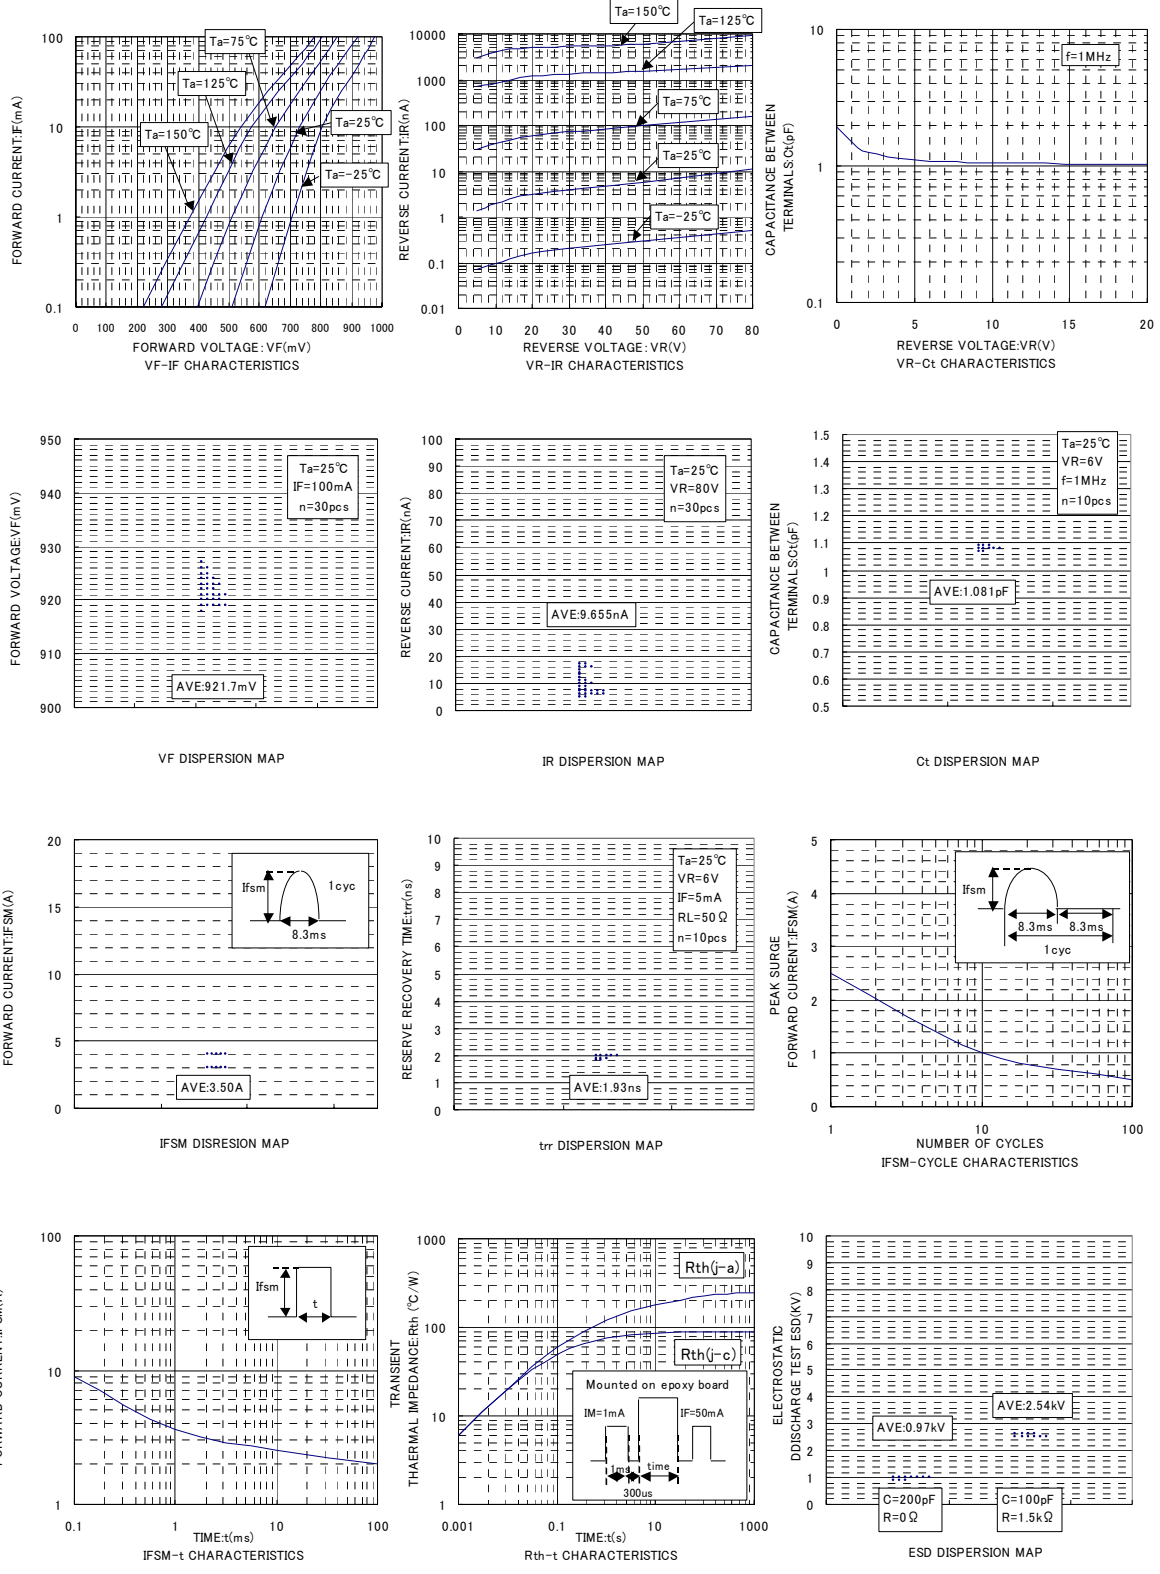 FORWARD CURRENT:IF(mA)
100
10
1
0.1
0 100 200 300 400 500 600 700 800 900 1000
Ta=75℃
Ta=125℃
Ta=150℃
Ta=25℃
Ta=-25℃
FORWARD VOLTAGE:VF(mV)
VF-IF CHARACTERISTICS
REVERSE CURRENT:IR(nA)
10000
1000
100
10
1
0.1
0.01
0 10 20 30 40 50 60 70 80
Ta=150℃
Ta=125℃
Ta=75℃
Ta=25℃
Ta=-25℃
REVERSE VOLTAGE:VR(V)
VR-IR CHARACTERISTICS
CAPACITANCE BETWEEN
TERMINALS:Ct(pF)
10
1
0.1
0 5 10 15 20
f=1MHz
REVERSE VOLTAGE:VR(V)
VR-Ct CHARACTERISTICS
FORWARD VOLTAGE:VF(mV)
950
940
930
920
910
900
Ta=25℃
IF=100mA
n=30pcs
AVE:921.7mV
VF DISPERSION MAP
REVERSE CURRENT:IR(nA)
100
90
80
70
60
50
40
30
20
10
0
Ta=25℃
VR=80V
n=30pcs
AVE:9.655nA
IR DISPERSION MAP
CAPACITANCE BETWEEN
TERMINALS:Ct(pF)
1.5
1.4
1.3
1.2
1.1
1
0.9
0.8
0.7
0.6
0.5
Ta=25℃
VR=6V
f=1MHz
n=10pcs
AVE:1.081pF
Ct DISPERSION MAP
FORWARD CURRENT:IFSM(A)
20
15
10
5
0
Ifsm
1cyc
8.3ms
AVE:3.50A
IFSM DISRESION MAP
RESERVE RECOVERY TIME:trr(ns)
10
9
8
7
6
5
4
3
2
1
0
Ta=25℃
VR=6V
IF=5mA
RL=50Ω
n=10pcs
AVE:1.93ns
trr DISPERSION MAP
PEAK SURGE
FORWARD CURRENT:IFSM(A)
5
4
3
2
1
0
1 10 100
Ifsm
8.3ms 8.3ms
1cyc
NUMBER OF CYCLES
IFSM-CYCLE CHARACTERISTICS
100
10
1
0.1 1 10 100
Ifsm
t
TIME:t(ms)
IFSM-t CHARACTERISTICS
TRANSIENT
THAERMAL IMPEDANCE:Rth (℃/W)
1000
100
10
1
0.001 0.1 10 1000
Rth(j-a)
Rth(j-c)
Mounted on epoxy board
IM=1mA IF=50mA
1ms time
300us
TIME:t(s)
Rth-t CHARACTERISTICS
ELECTROSTATIC
DDISCHARGE TEST ESD(KV)
10
9
8
7
6
5
4
3
2
1
0
AVE:2.54kV
AVE:0.97kV
C=200pF
R=0Ω
C=100pF
R=1.5kΩ
ESD DISPERSION MAP